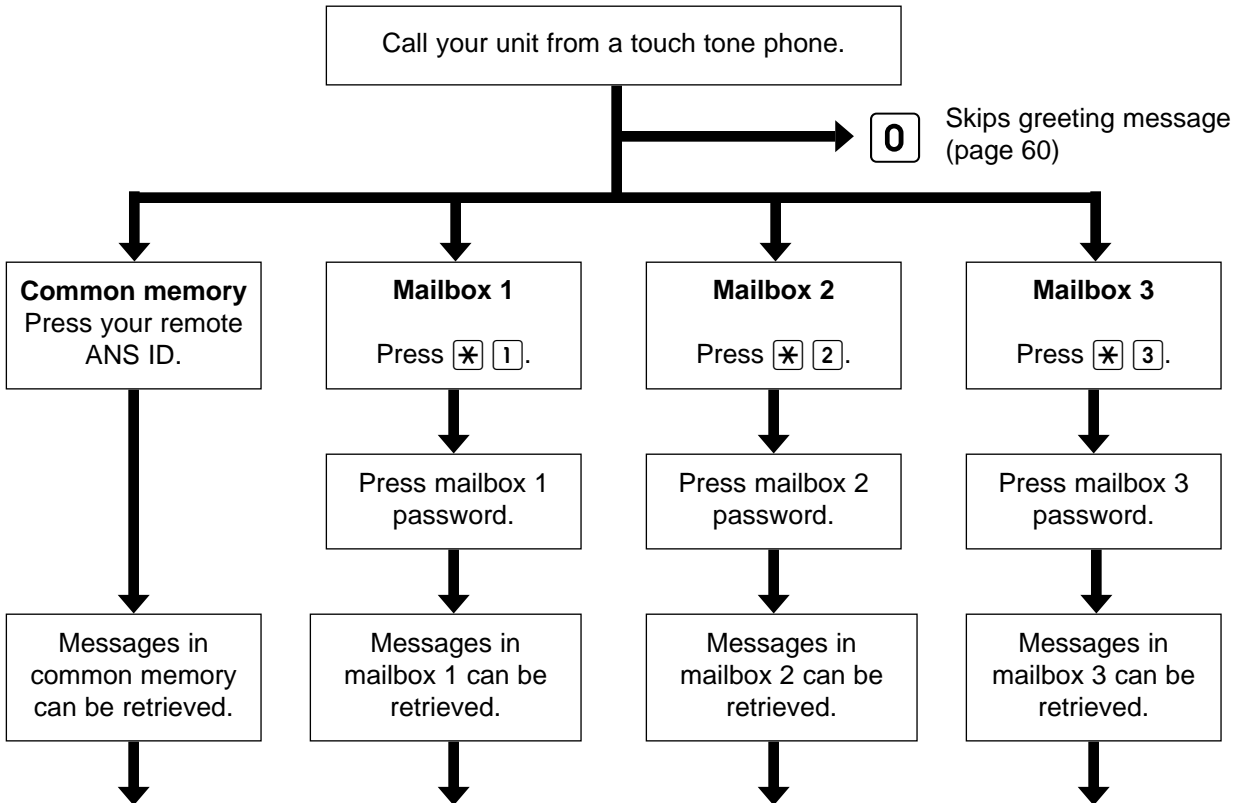 Call your unit from a touch tone phone.
0 Skips greeting message
(page 60)
Common memory
Press your remote
ANS ID.
Mailbox 1
Press * 1.
Mailbox 2
Press * 2.
Mailbox 3
Press * 3.
Press mailbox 1
password.
Press mailbox 2
password.
Press mailbox 3
password.
Messages in
common memory
can be retrieved.
Messages in
mailbox 1 can be
retrieved.
Messages in
mailbox 2 can be
retrieved.
Messages in
mailbox 3 can be
retrieved.